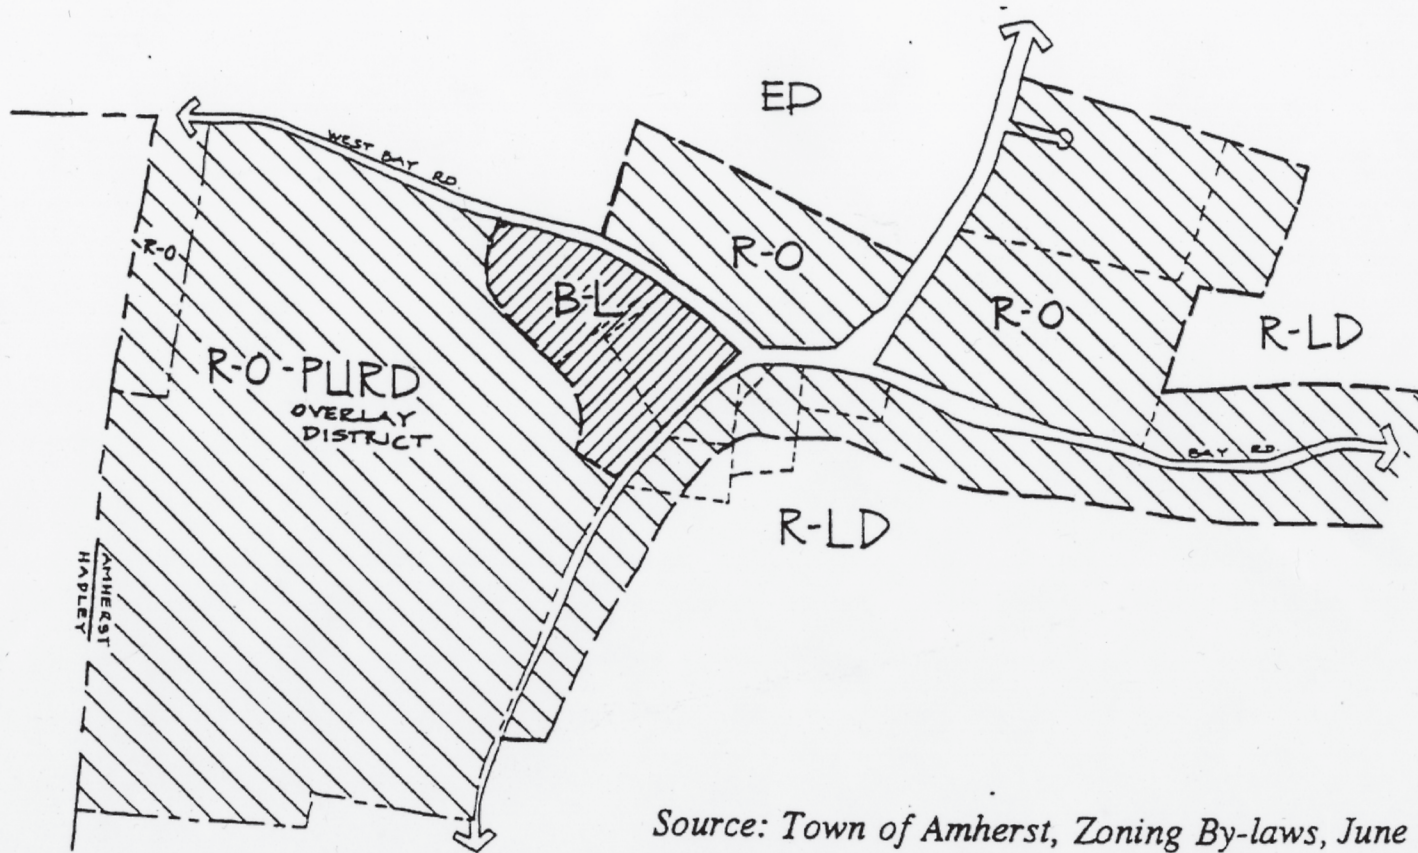 EP
WEST BAY RD.
R-O
R-O
B-L
R-O
R-LD
R-O-PURD
OVERLAY
DISTRICT
BAY RD.
R-LD
AMHERST
HADLEY
Source: Town of Amherst, Zoning By-laws, June